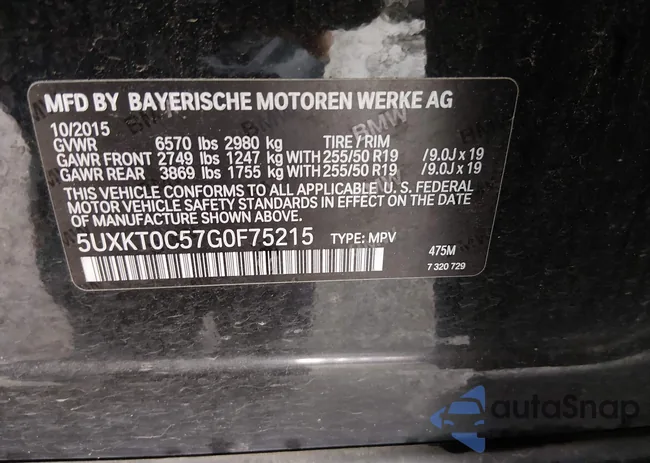 MFD BY BAYERISCHE MOTOREN WERKE AG
10/2015
GVWR 6570 lbs 2980 kg TIRE / RIM
GAWR FRONT 2749 lbs 1247 kg WITH 255/50 R19 /9.0J x 19
GAWR REAR 3869 lbs 1755 kg WITH 255/50 R19 /9.0J x 19
THIS VEHICLE CONFORMS TO ALL APPLICABLE U. S. FEDERAL
MOTOR VEHICLE SAFETY STANDARDS IN EFFECT ON THE DATE
OF MANUFACTURE SHOWN ABOVE.
5UXKT0C57G0F75215 TYPE: MPV 475M
7 320 729
BMW
autaSnap